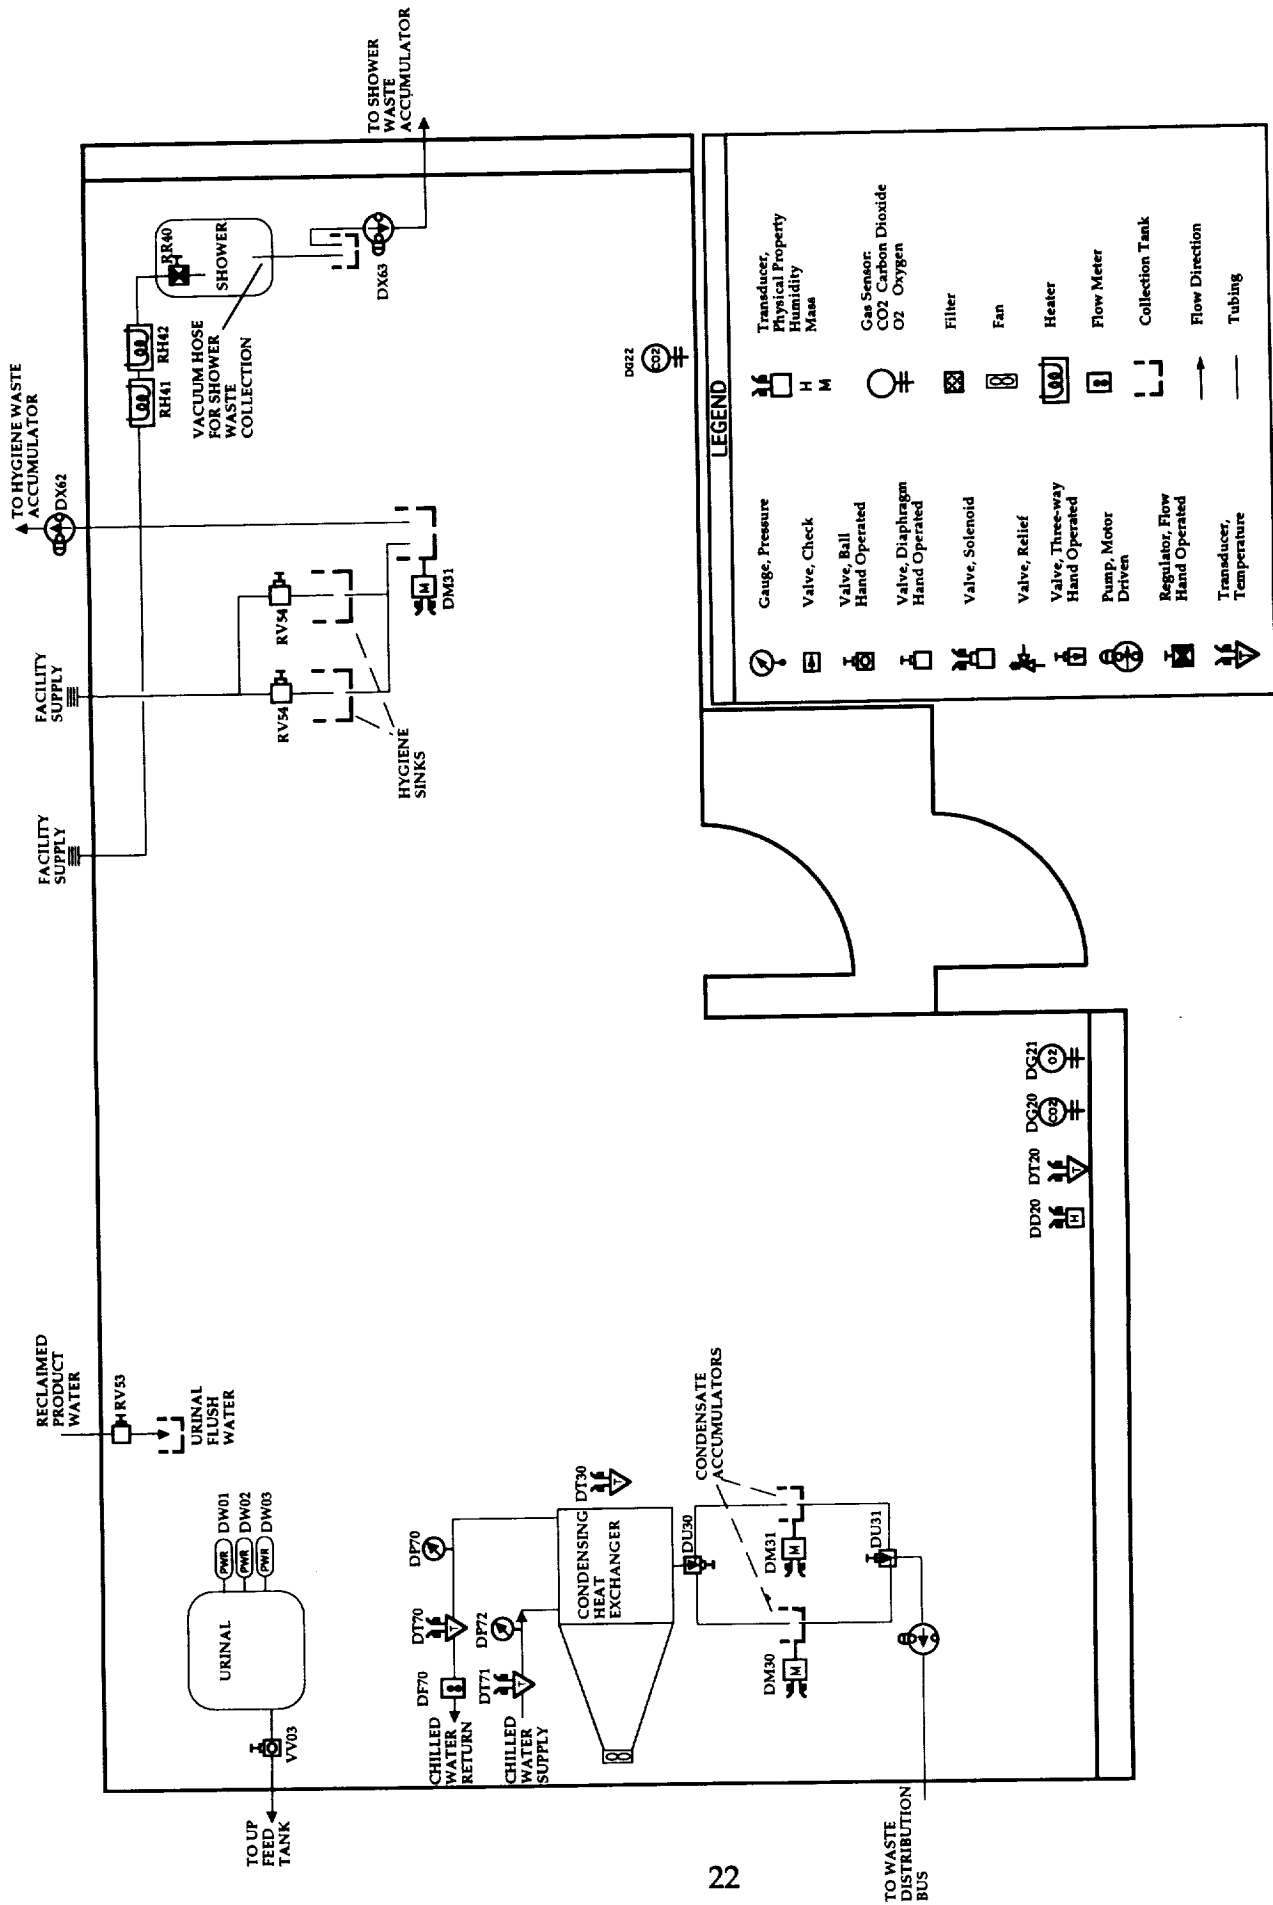 TO HYGIENE WASTE
ACCUMULATOR
DX62
TO SHOWER
WASTE
ACCUMULATOR
FACILITY
SUPPLY
FACILITY
SUPPLY
RECLAIMED
PRODUCT
WATER
RV53
URINAL
FLUSH
WATER
RH41
RH42
RR40
SHOWER
VACUUM HOSE
FOR SHOWER
WASTE
COLLECTION
DX63
RV54
RV54
HYGIENE
SINKS
M
DM31
DG22
CO2
URINAL
PWR
DW01
PWR
DW02
PWR
DW03
VV03
TO UP
FEED
TANK
DP70
DT70
T
DF70
CHILLED
WATER
RETURN
DP72
DT71
T
CHILLED
WATER
SUPPLY
CONDENSING
HEAT
EXCHANGER
DT30
T
DU30
CONDENSATE
ACCUMULATORS
DM30
M
DM31
M
DU31
TO WASTE
DISTRIBUTION
BUS
DD20
H
DT20
T
DG20
CO2
DG21
O2
LEGEND
Gauge, Pressure
Valve, Check
Valve, Ball
Hand Operated
Valve, Diaphragm
Hand Operated
Valve, Solenoid
Valve, Relief
Valve, Three-way
Hand Operated
Pump, Motor
Driven
Regulator, Flow
Hand Operated
T
Transducer,
Temperature
Transducer,
Physical Property
H Humidity
M Mass
Gas Sensor:
CO2 Carbon Dioxide
O2 Oxygen
Filter
Fan
Heater
Flow Meter
Collection Tank
Flow Direction
Tubing
22